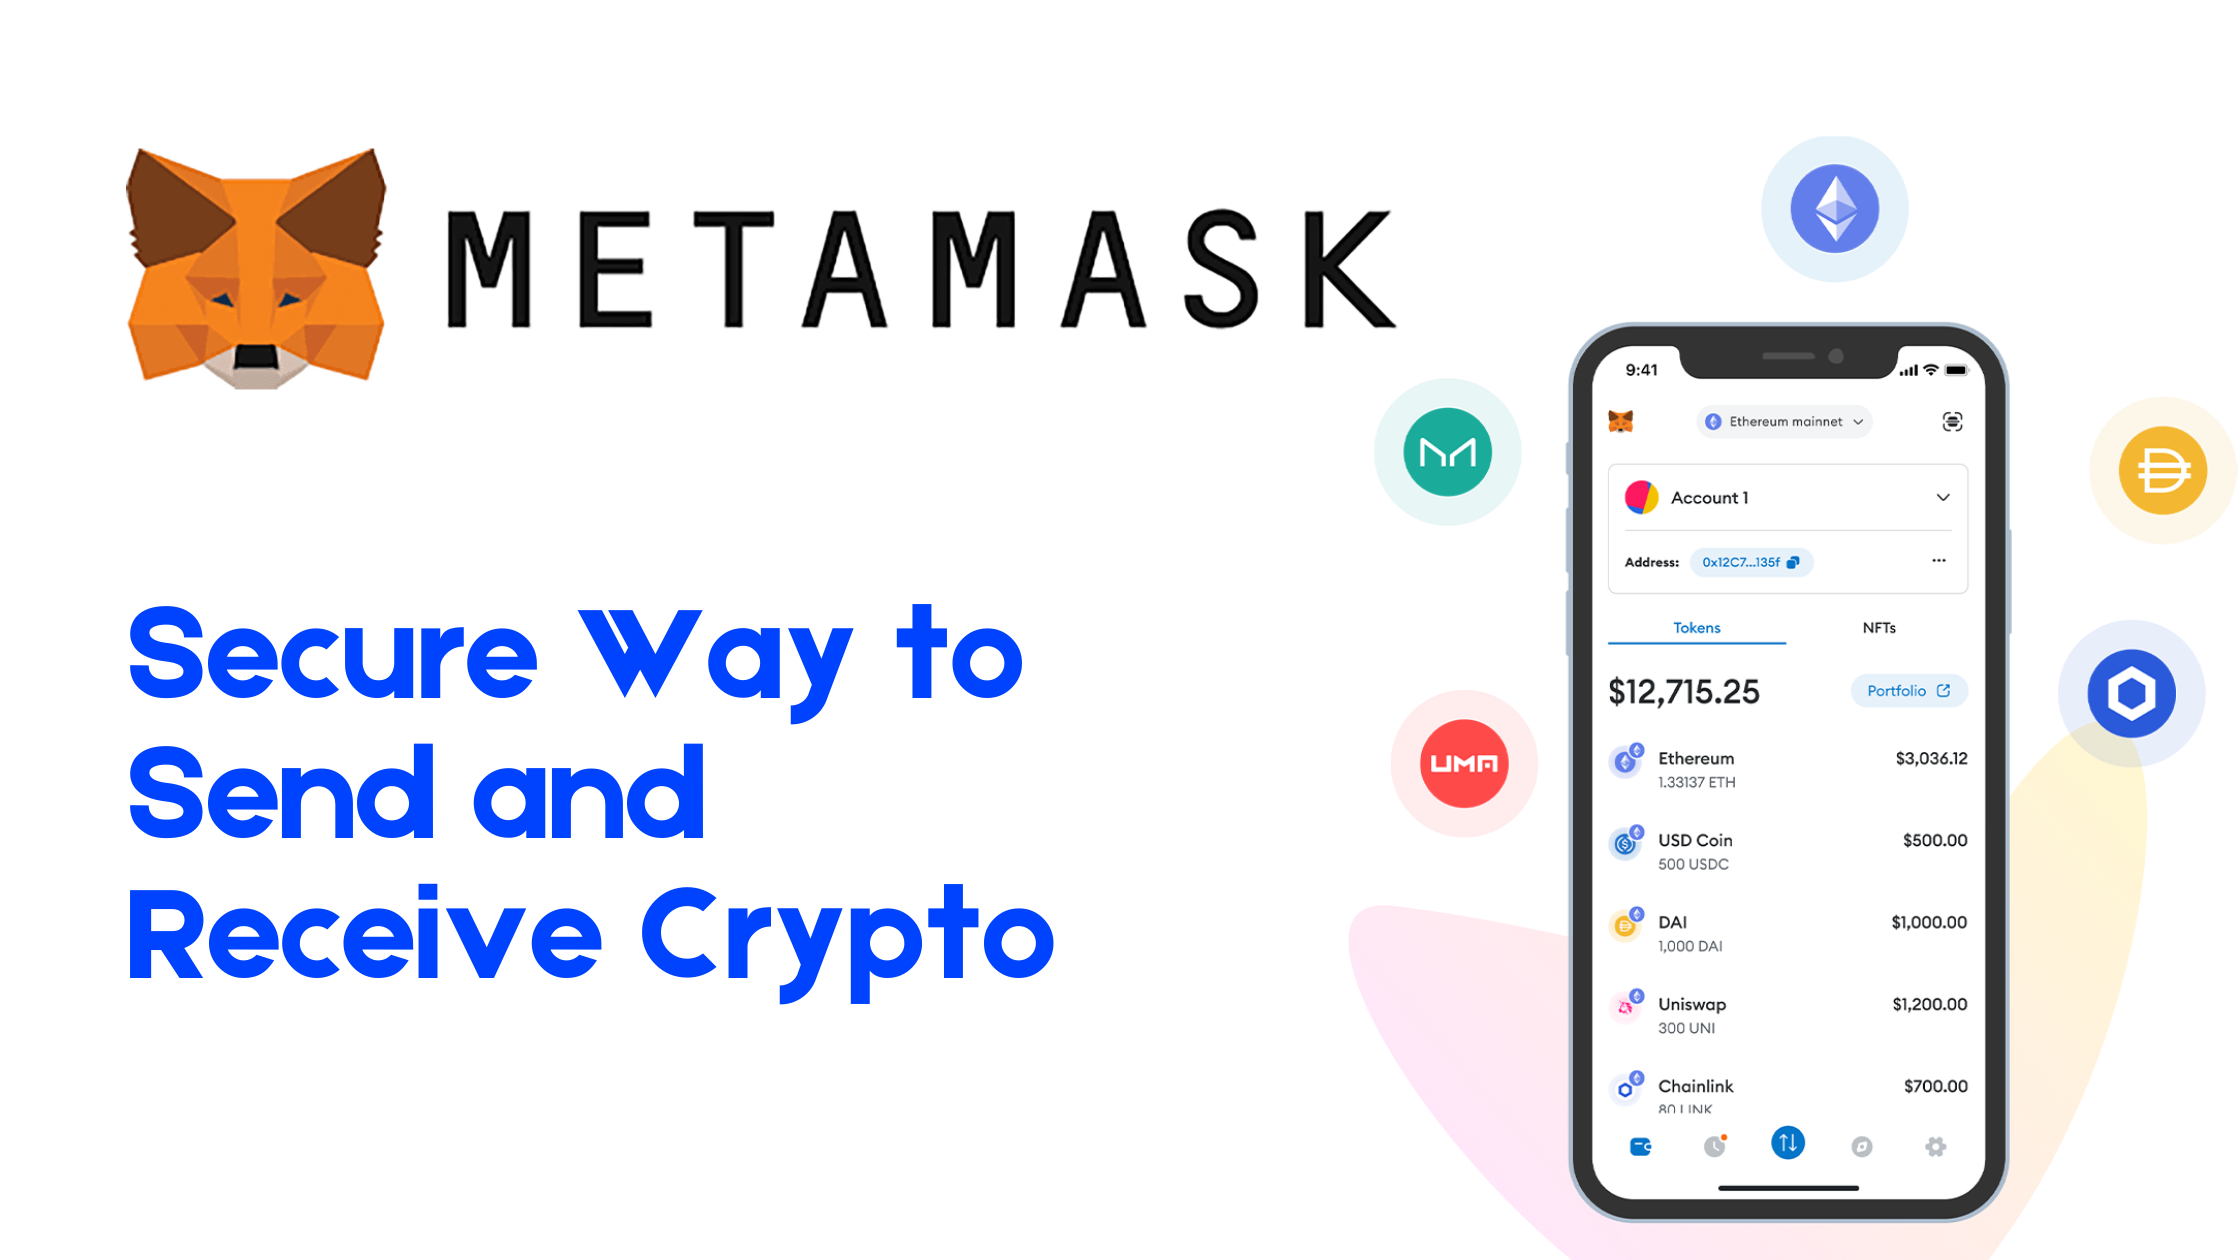 METAMASK
Secure Way to
Send and
Receive Crypto
UMA
9:41
Ethereum mainnet
Account 1
Address: 0x12C7...135f
Tokens NFTs
$12,715.25 Portfolio
Ethereum $3,036.12
1.33137 ETH
USD Coin $500.00
500 USDC
DAI $1,000.00
1,000 DAI
Uniswap $1,200.00
300 UNI
Chainlink $700.00
80 LINK